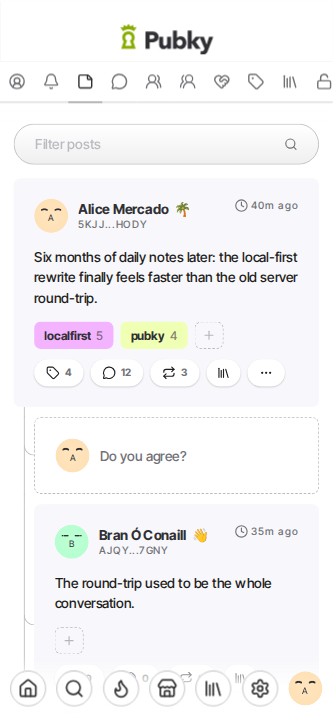 Pubky
Filter posts
Alice Mercado 🌴
40m ago
5KJJ...HODY
Six months of daily notes later: the local-first
rewrite finally feels faster than the old server
round-trip.
localfirst 5
pubky 4
+
4
12
3
A
Do you agree?
Bran Ó Conaill 👋
35m ago
AJQY...7GNY
The round-trip used to be the whole
conversation.
+